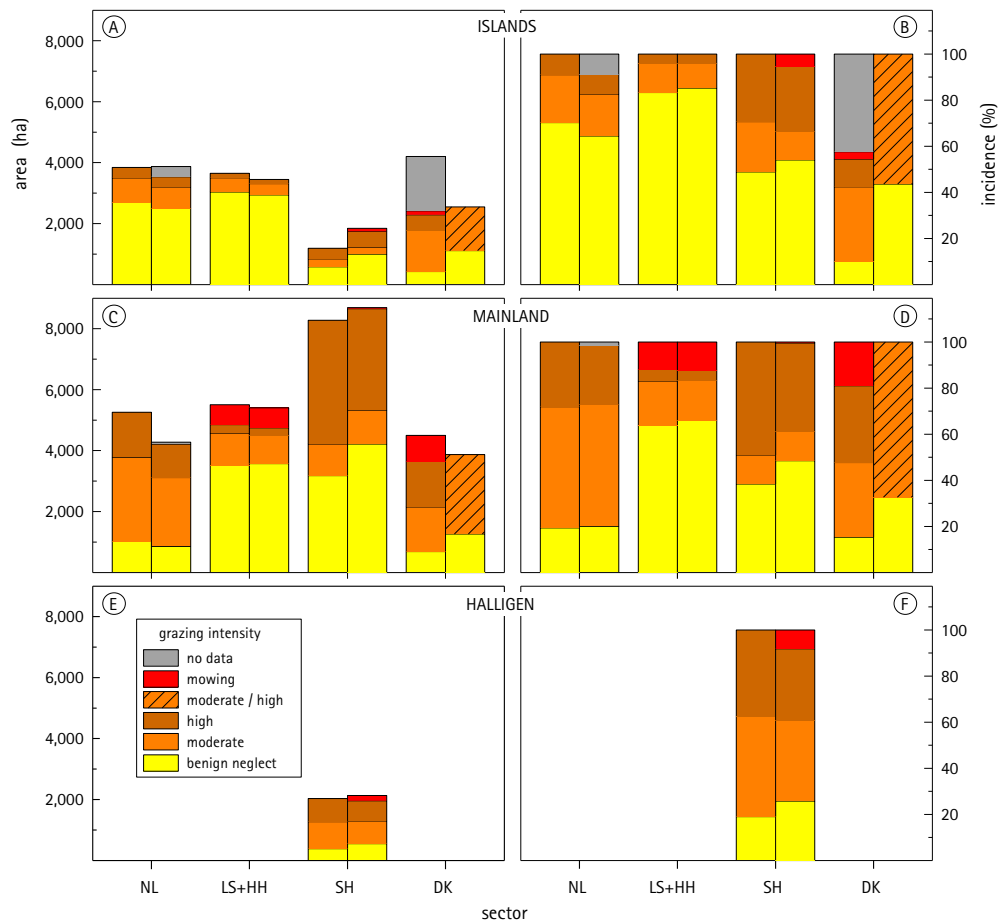 A
ISLANDS
B
8,000
6,000
4,000
2,000
area (ha)
100
80
60
40
20
incidence (%)
C
MAINLAND
D
8,000
6,000
4,000
2,000
100
80
60
40
20
E
HALLIGEN
F
8,000
6,000
4,000
2,000
grazing intensity
no data
mowing
moderate / high
high
moderate
benign neglect
100
80
60
40
20
NL LS+HH SH DK NL LS+HH SH DK
sector